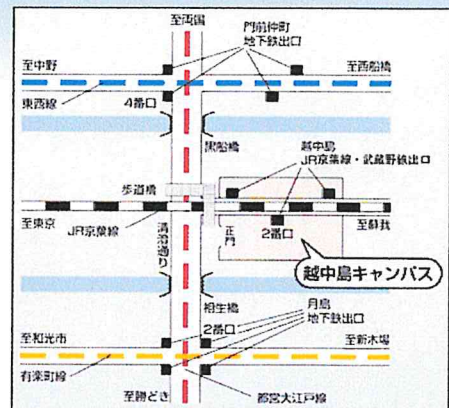 至両国
門前仲町
地下鉄出口
至中野
至西船橋
東西線
4番口
黒船橋
越中島
JR京葉線・武蔵野線出口
歩道橋
至東京
JR京葉線
清澄通り
正門
2番口
至蘇我
越中島キャンパス
相生橋
月島
地下鉄出口
2番口
至和光市
至新木場
有楽町線
至勝どき
都営大江戸線